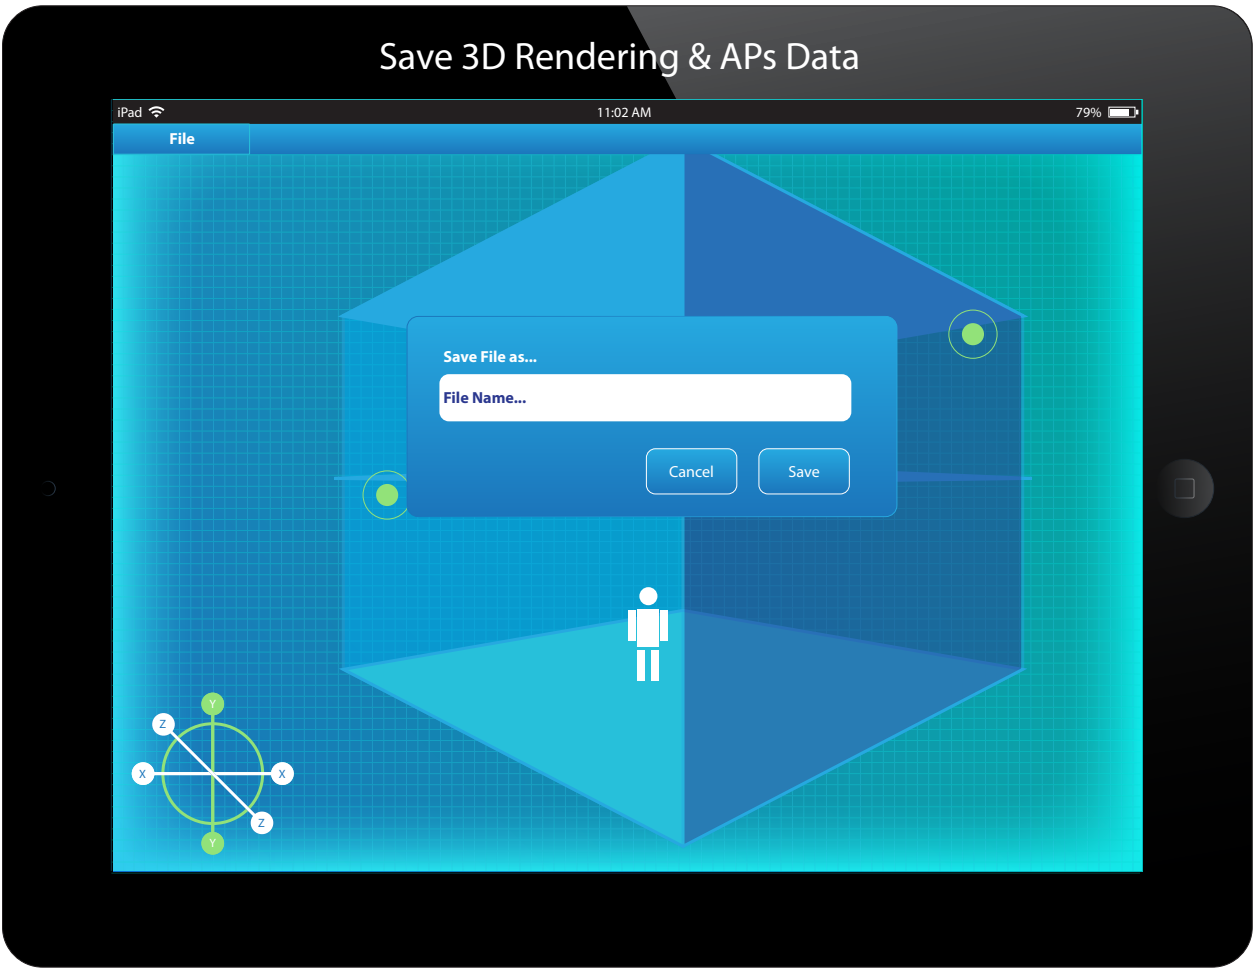 Save 3D Rendering & APs Data
iPad 11:02 AM 79%
File
Save File as...
File Name...
Cancel Save
Y
Z
X X
Z
Y